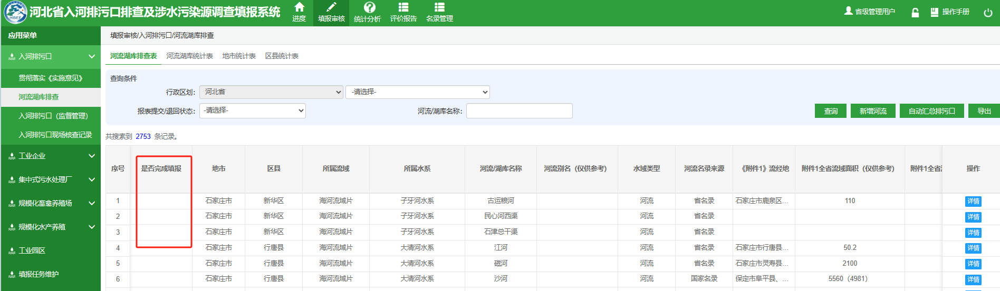 HBEE
河北省入河排污口排查及涉水污染源调查填报系统
进度
填报审核
统计分析
评价报告
名录管理
省级管理用户
操作手册
应用菜单
入河排污口
贯彻落实《实施意见》
河流湖库排查
入河排污口（监督管理）
入河排污口现场核查记录
工业企业
集中式污水处理厂
规模化畜禽养殖场
规模化水产养殖
工业园区
填报任务维护
填报审核/入河排污口/河流湖库排查
河流湖库排查表 河流湖库统计表 地市统计表 区县统计表
查询条件
行政区划： 河北省 -请选择-
报表提交/退回状态： -请选择- 河流/湖库名称： 查询 新增河流 自动汇总排污口 导出
共搜索到 2753 条记录。
序号 是否完成填报 地市 区县 所属流域 所属水系 河流/湖库名称 河流别名（仅供参考） 水域类型 河流名录来源 《附件1》流经地 附件1全省流域面积（仅供参考） 附件1全省 操作
1 石家庄市 新华区 海河流域片 子牙河水系 古运粮河 河流 省名录 石家庄市鹿泉区... 110 详情
2 石家庄市 新华区 海河流域片 子牙河水系 民心河西渠 河流 省名录 详情
3 石家庄市 新华区 海河流域片 子牙河水系 石津总干渠 河流 省名录 详情
4 石家庄市 行唐县 海河流域片 大清河水系 江河 河流 省名录 石家庄市行唐县... 50.2 详情
5 石家庄市 行唐县 海河流域片 大清河水系 磁河 河流 省名录 石家庄市灵寿县... 2100 详情
6 石家庄市 行唐县 海河流域片 大清河水系 沙河 河流 国家名录 保定市阜平县、... 5560（4981） 详情